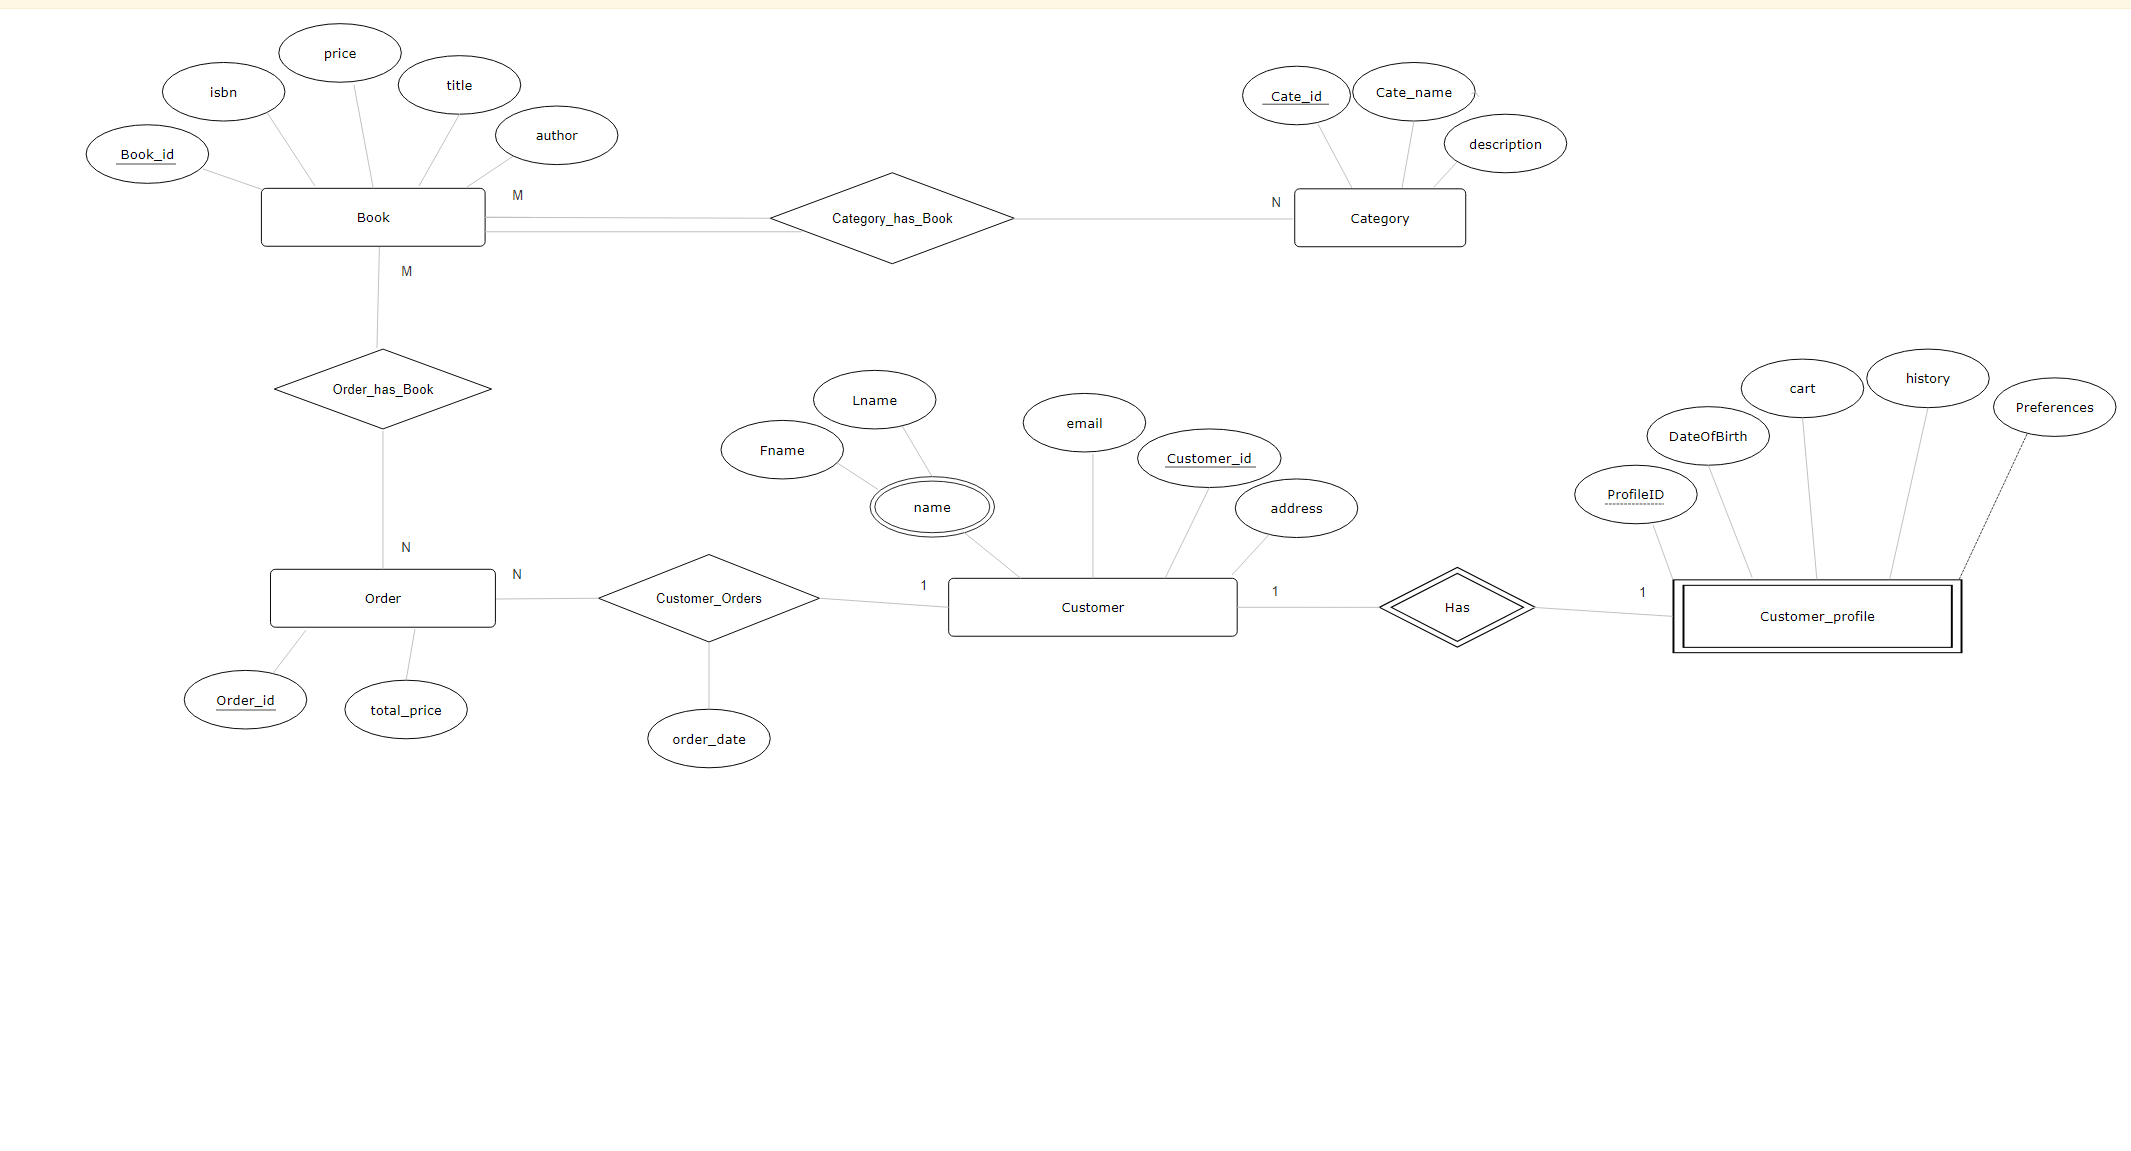 price
title
isbn
author
Book_id
Cate_id
Cate_name
description
M
N
Book
Category_has_Book
Category
M
Order_has_Book
Lname
Fname
email
Customer_id
name
address
cart
history
Preferences
DateOfBirth
ProfileID
N
N
1
1
1
Order
Customer_Orders
Customer
Has
Customer_profile
Order_id
total_price
order_date